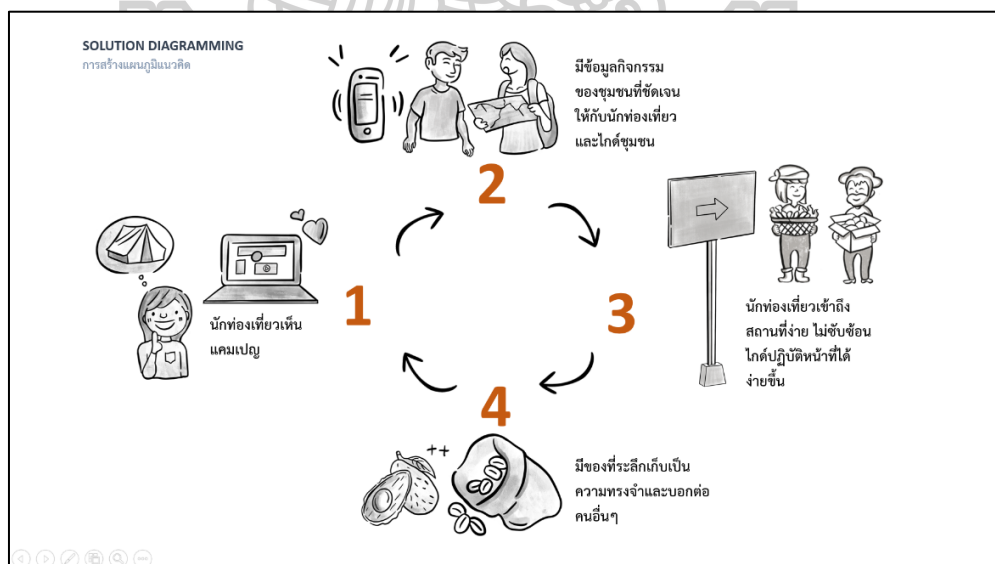 SOLUTION DIAGRAMMING
การสร้างแผนภูมิแนวคิด
มีข้อมูลกิจกรรม
ของชุมชนที่ชัดเจน
ให้กับนักท่องเที่ยว
และไกด์ชุมชน
2
1
นักท่องเที่ยวเห็น
แคมเปญ
3
นักท่องเที่ยวเข้าถึง
สถานที่ง่าย ไม่ซับซ้อน
ไกด์ปฏิบัติหน้าที่ได้
ง่ายขึ้น
4
++
มีของที่ระลึกเก็บเป็น
ความทรงจำและบอกต่อ
คนอื่นๆ